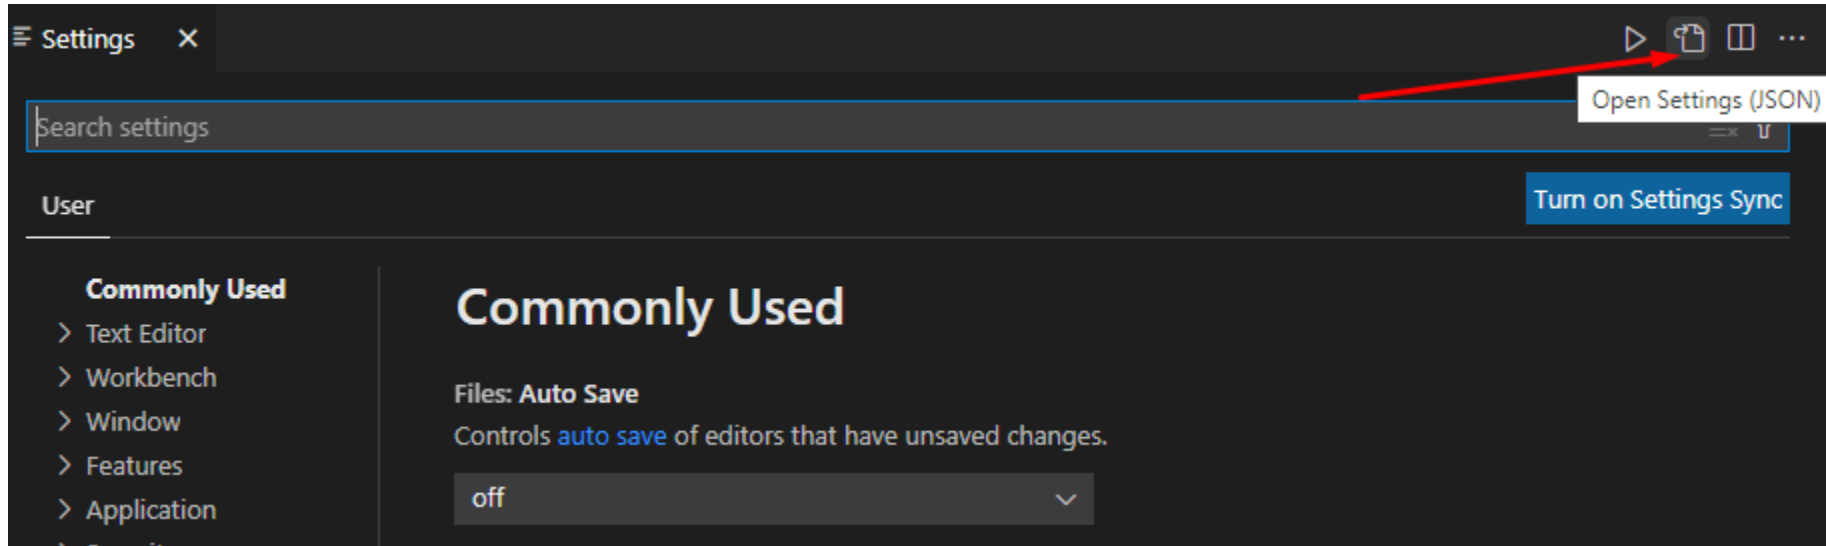 Settings
Open Settings (JSON)
Search settings
User
Turn on Settings Sync
Commonly Used
Text Editor
Workbench
Window
Features
Application
Commonly Used
Files: Auto Save
Controls auto save of editors that have unsaved changes.
off